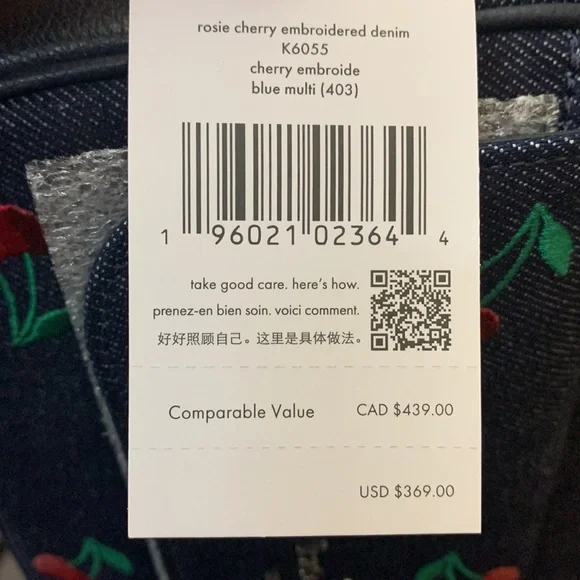 rosie cherry embroidered denim
K6055
cherry embroide
blue multi (403)
1 96021 02364 4
take good care. here's how.
prenez-en bien soin. voici comment.
好好照顾自己。这里是具体做法。
Comparable Value CAD $439.00
USD $369.00